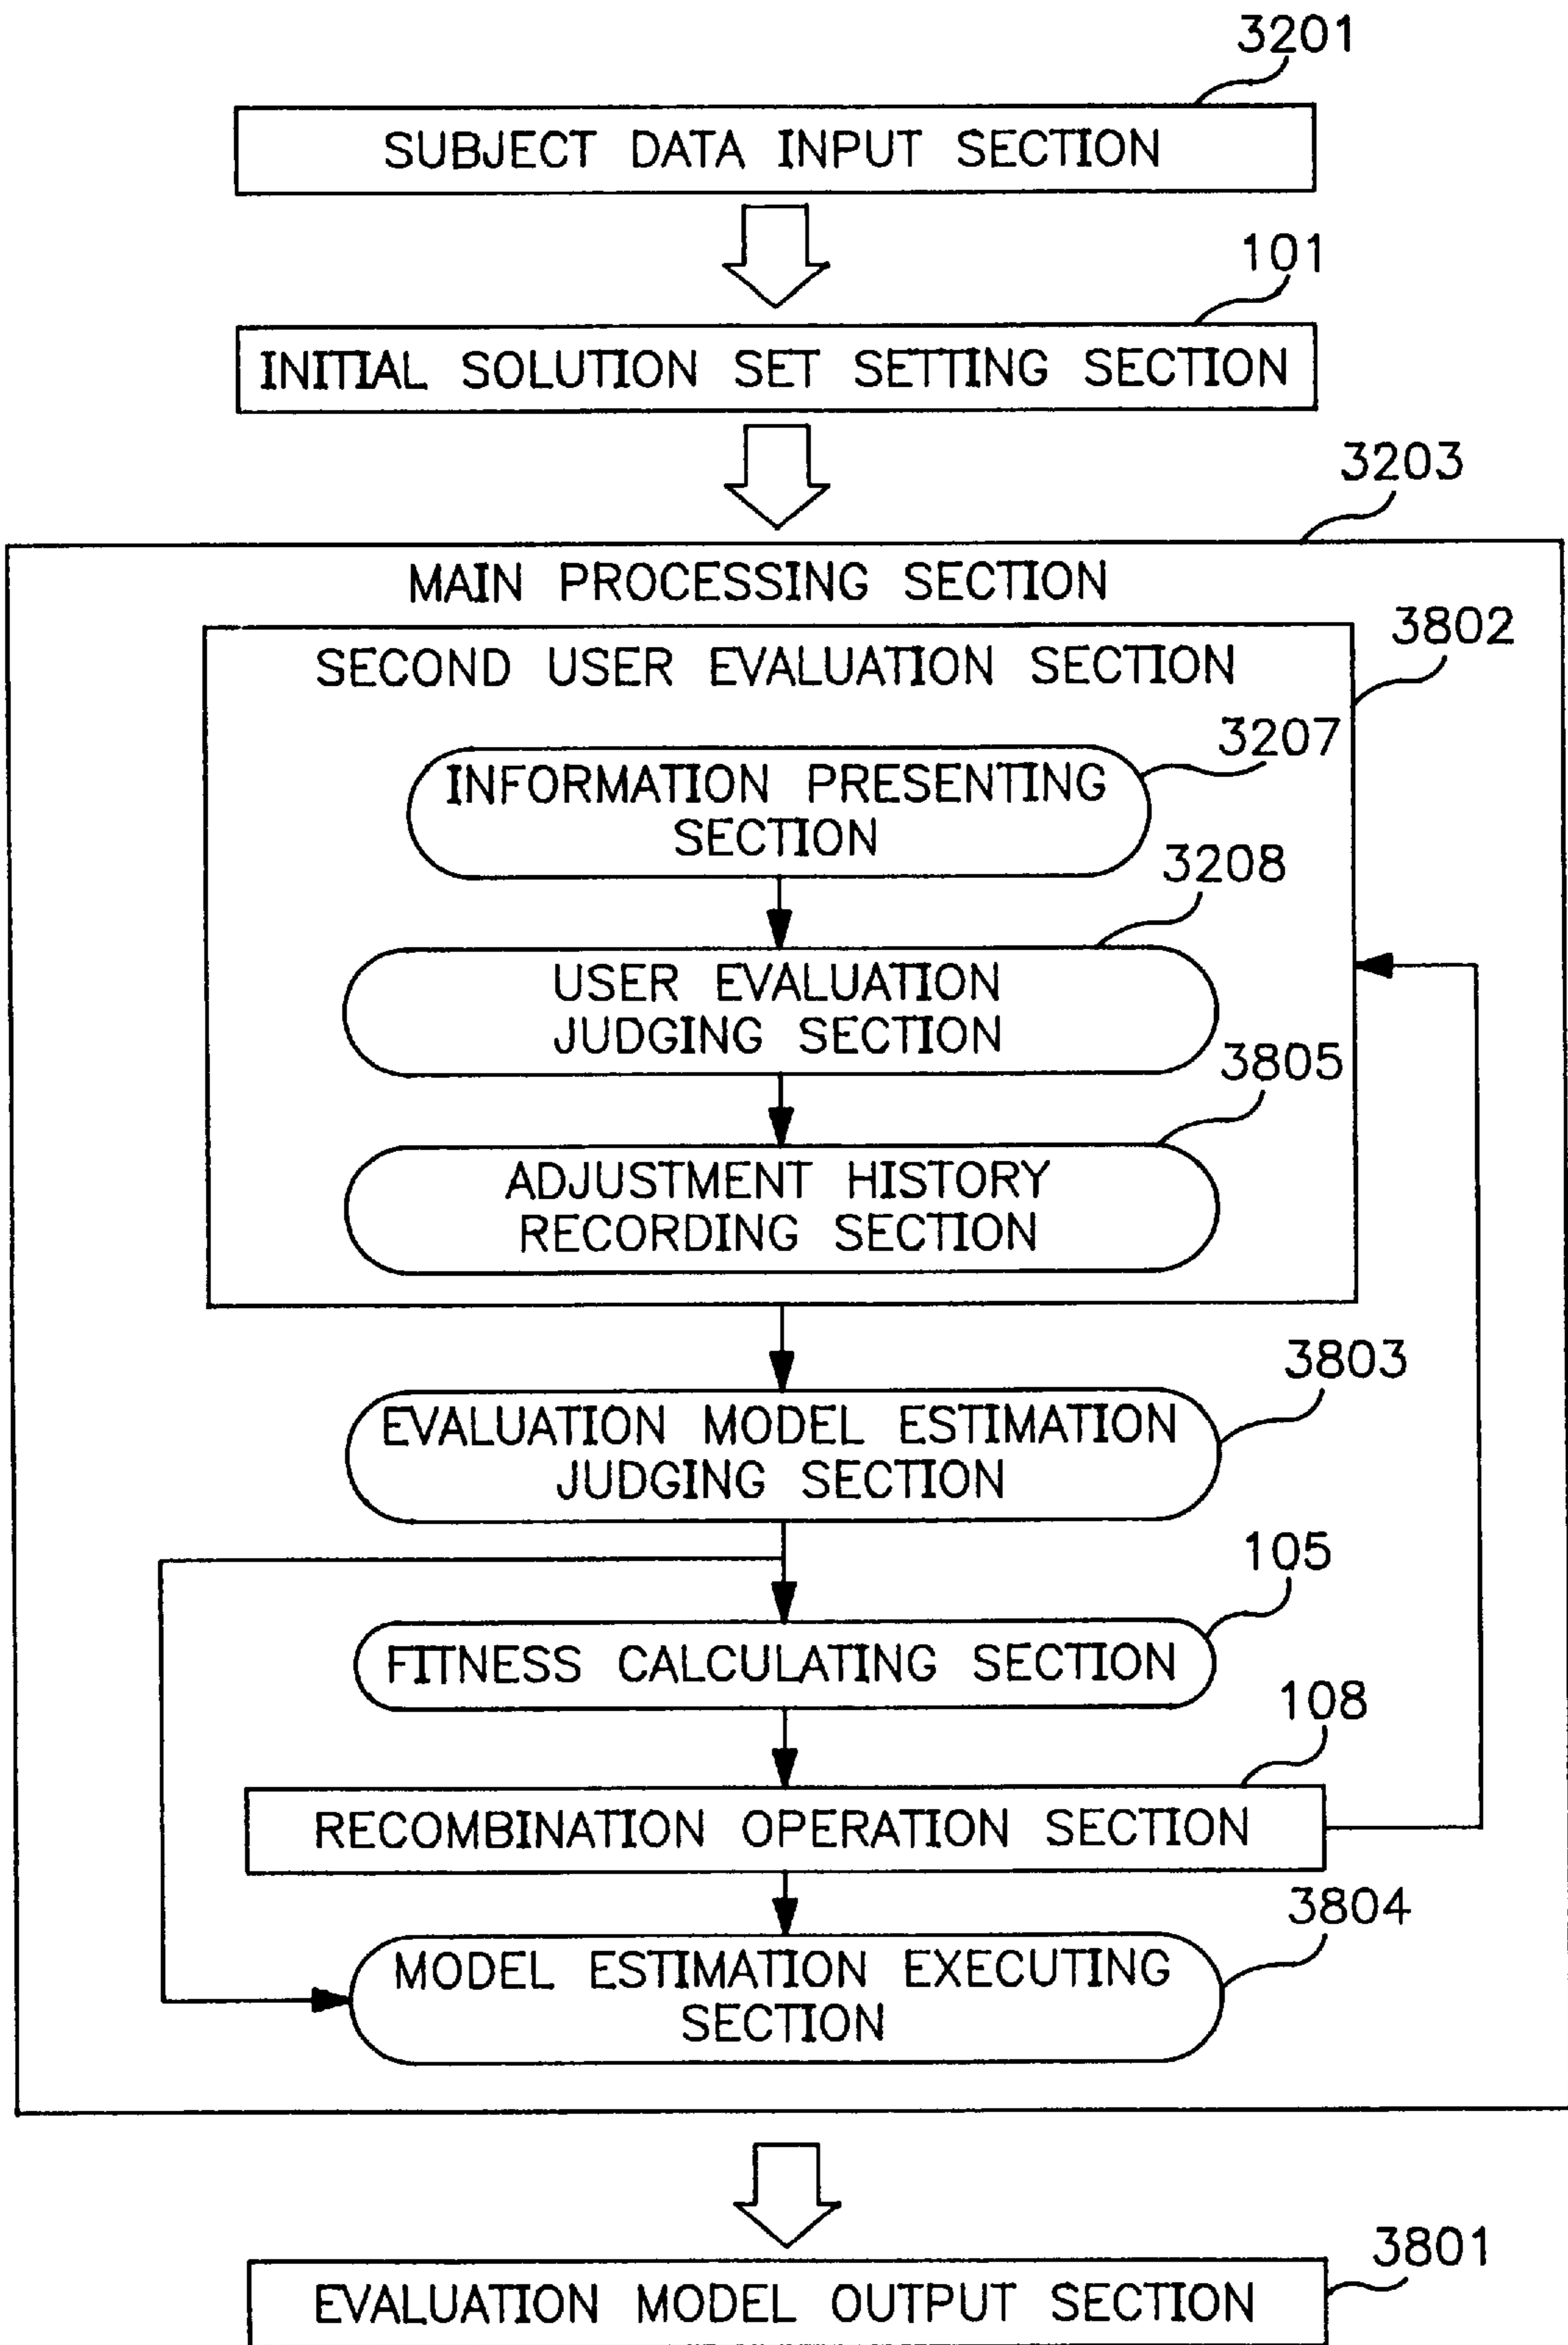 3201
SUBJECT DATA INPUT SECTION
101
INITIAL SOLUTION SET SETTING SECTION
3203
MAIN PROCESSING SECTION
3802
SECOND USER EVALUATION SECTION
3207
INFORMATION PRESENTING
SECTION
3208
USER EVALUATION
JUDGING SECTION
3805
ADJUSTMENT HISTORY
RECORDING SECTION
3803
EVALUATION MODEL ESTIMATION
JUDGING SECTION
105
FITNESS CALCULATING SECTION
108
RECOMBINATION OPERATION SECTION
3804
MODEL ESTIMATION EXECUTING
SECTION
3801
EVALUATION MODEL OUTPUT SECTION